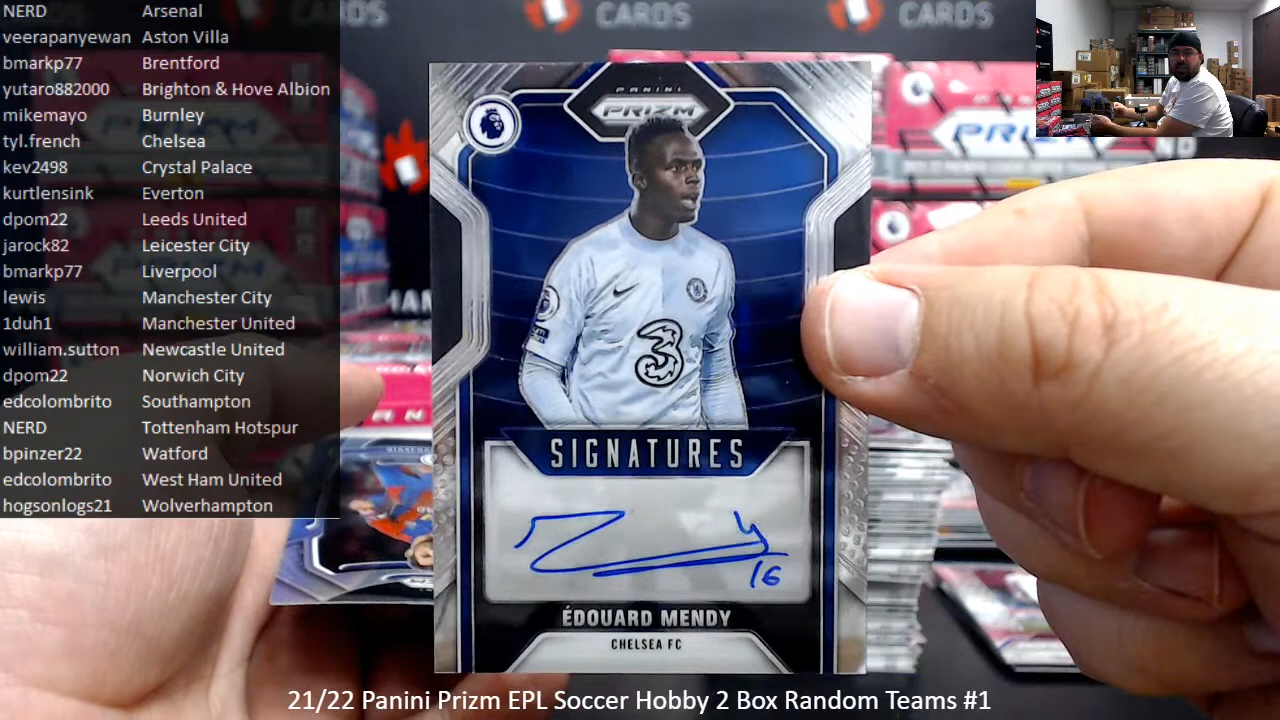 NERD Arsenal
veerapanyewan Aston Villa
bmarkp77 Brentford
yutaro882000 Brighton & Hove Albion
mikemayo Burnley
tyl.french Chelsea
kev2498 Crystal Palace
kurtlensink Everton
dpom22 Leeds United
jarock82 Leicester City
bmarkp77 Liverpool
lewis Manchester City
1duh1 Manchester United
william.sutton Newcastle United
dpom22 Norwich City
edcolombrito Southampton
NERD Tottenham Hotspur
bpinzer22 Watford
edcolombrito West Ham United
hogsonlogs21 Wolverhampton
CARDS
CARDS
PANINI
PRIZM
3
SIGNATURES
16
ÉDOUARD MENDY
CHELSEA FC
21/22 Panini Prizm EPL Soccer Hobby 2 Box Random Teams #1